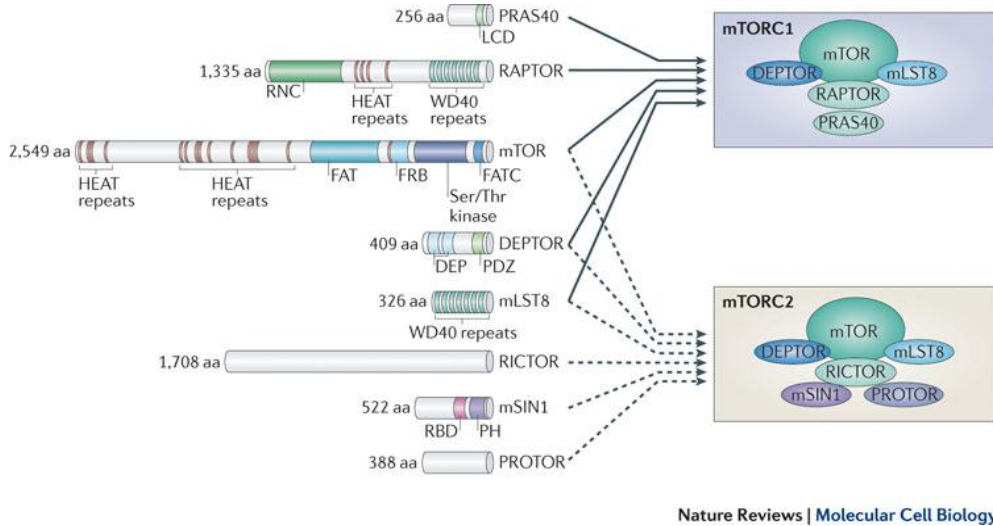 256 aa PRAS40
LCD
1,335 aa RAPTOR
RNC
HEAT
repeats
WD40
repeats
2,549 aa mTOR
HEAT
repeats
HEAT
repeats
FAT
FRB
Ser/Thr
kinase
FATC
409 aa DEPTOR
DEP
PDZ
326 aa mLST8
WD40 repeats
1,708 aa RICTOR
522 aa mSIN1
RBD
PH
388 aa PROTOR
mTORC1
mTOR
DEPTOR
mLST8
RAPTOR
PRAS40
mTORC2
mTOR
DEPTOR
mLST8
RICTOR
mSIN1
PROTOR
Nature Reviews | Molecular Cell Biology